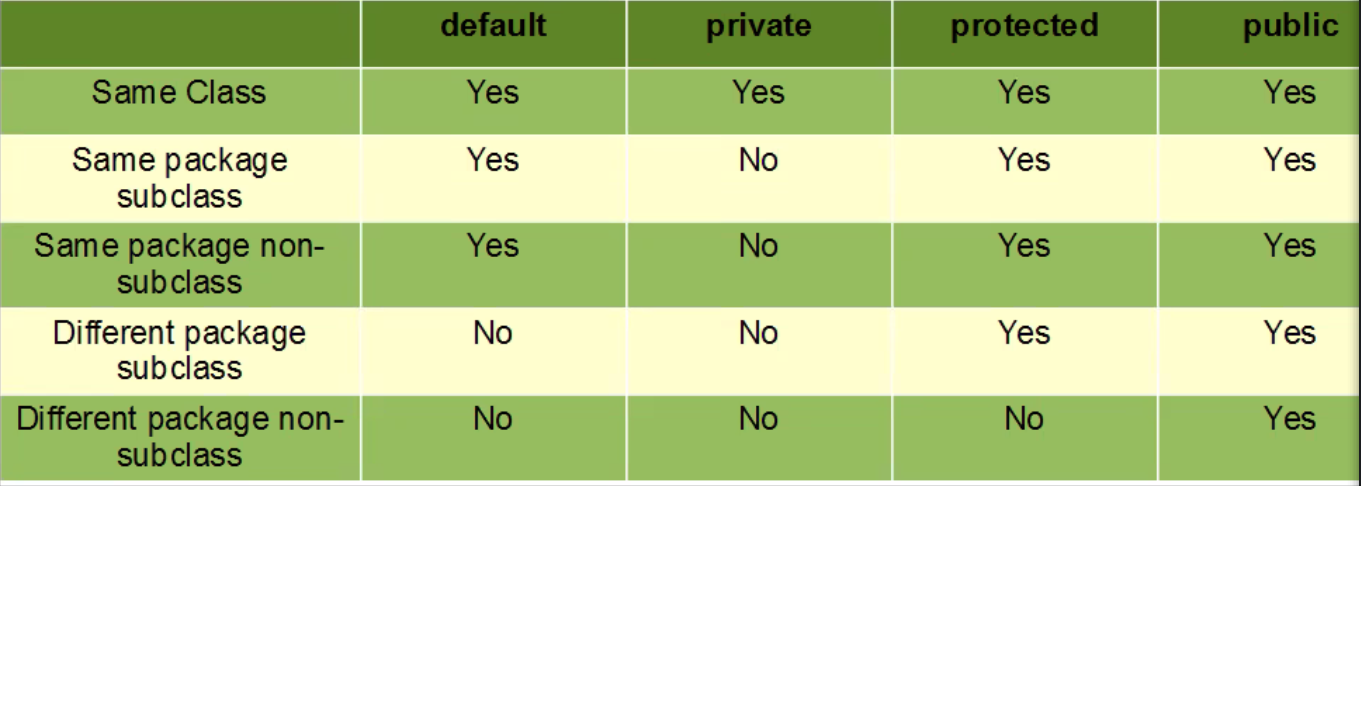 default private protected public
Same Class Yes Yes Yes Yes
Same package Yes No Yes Yes
subclass
Same package non- Yes No Yes Yes
subclass
Different package No No Yes Yes
subclass
Different package non- No No No Yes
subclass